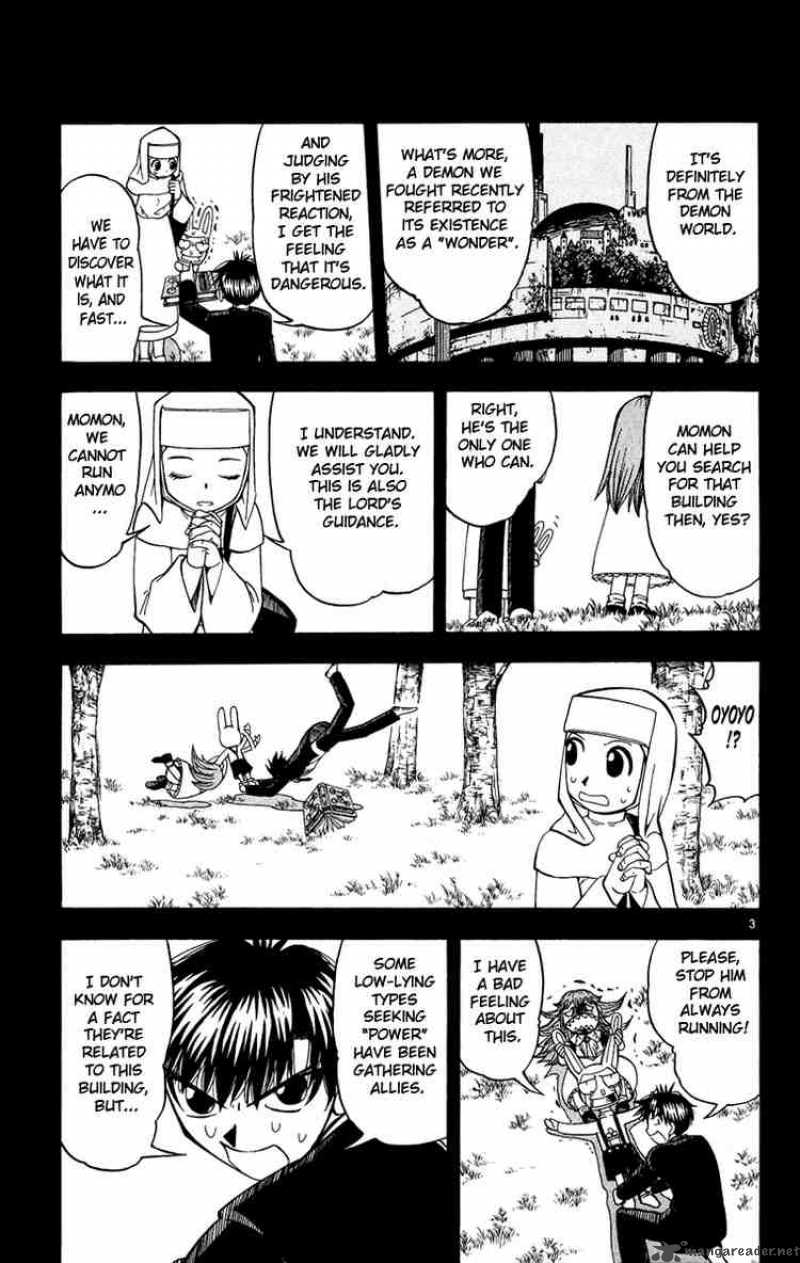 IT'S
DEFINITELY
FROM THE
DEMON
WORLD.
WHAT'S MORE,
A DEMON WE
FOUGHT RECENTLY
REFERRED TO
ITS EXISTENCE
AS A "WONDER".
AND
JUDGING
BY HIS
FRIGHTENED
REACTION,
I GET THE
FEELING
THAT IT'S
DANGEROUS.
WE
HAVE TO
DISCOVER
WHAT IT
IS, AND
FAST...
MOMON
CAN HELP
YOU SEARCH
FOR THAT
BUILDING
THEN, YES?
RIGHT,
HE'S THE
ONLY ONE
WHO CAN.
I UNDERSTAND.
WE WILL GLADLY
ASSIST YOU.
THIS IS ALSO
THE LORD'S
GUIDANCE.
MOMON,
WE
CANNOT
RUN
ANYMO
...
OYOYO
!?
3
PLEASE,
STOP HIM
FROM
ALWAYS
RUNNING!
I HAVE
A BAD
FEELING
ABOUT
THIS.
SOME
LOW-LYING
TYPES
SEEKING
"POWER"
HAVE BEEN
GATHERING
ALLIES.
I DON'T
KNOW FOR
A FACT
THEY'RE
RELATED
TO THIS
BUILDING,
BUT...
mangareader.net